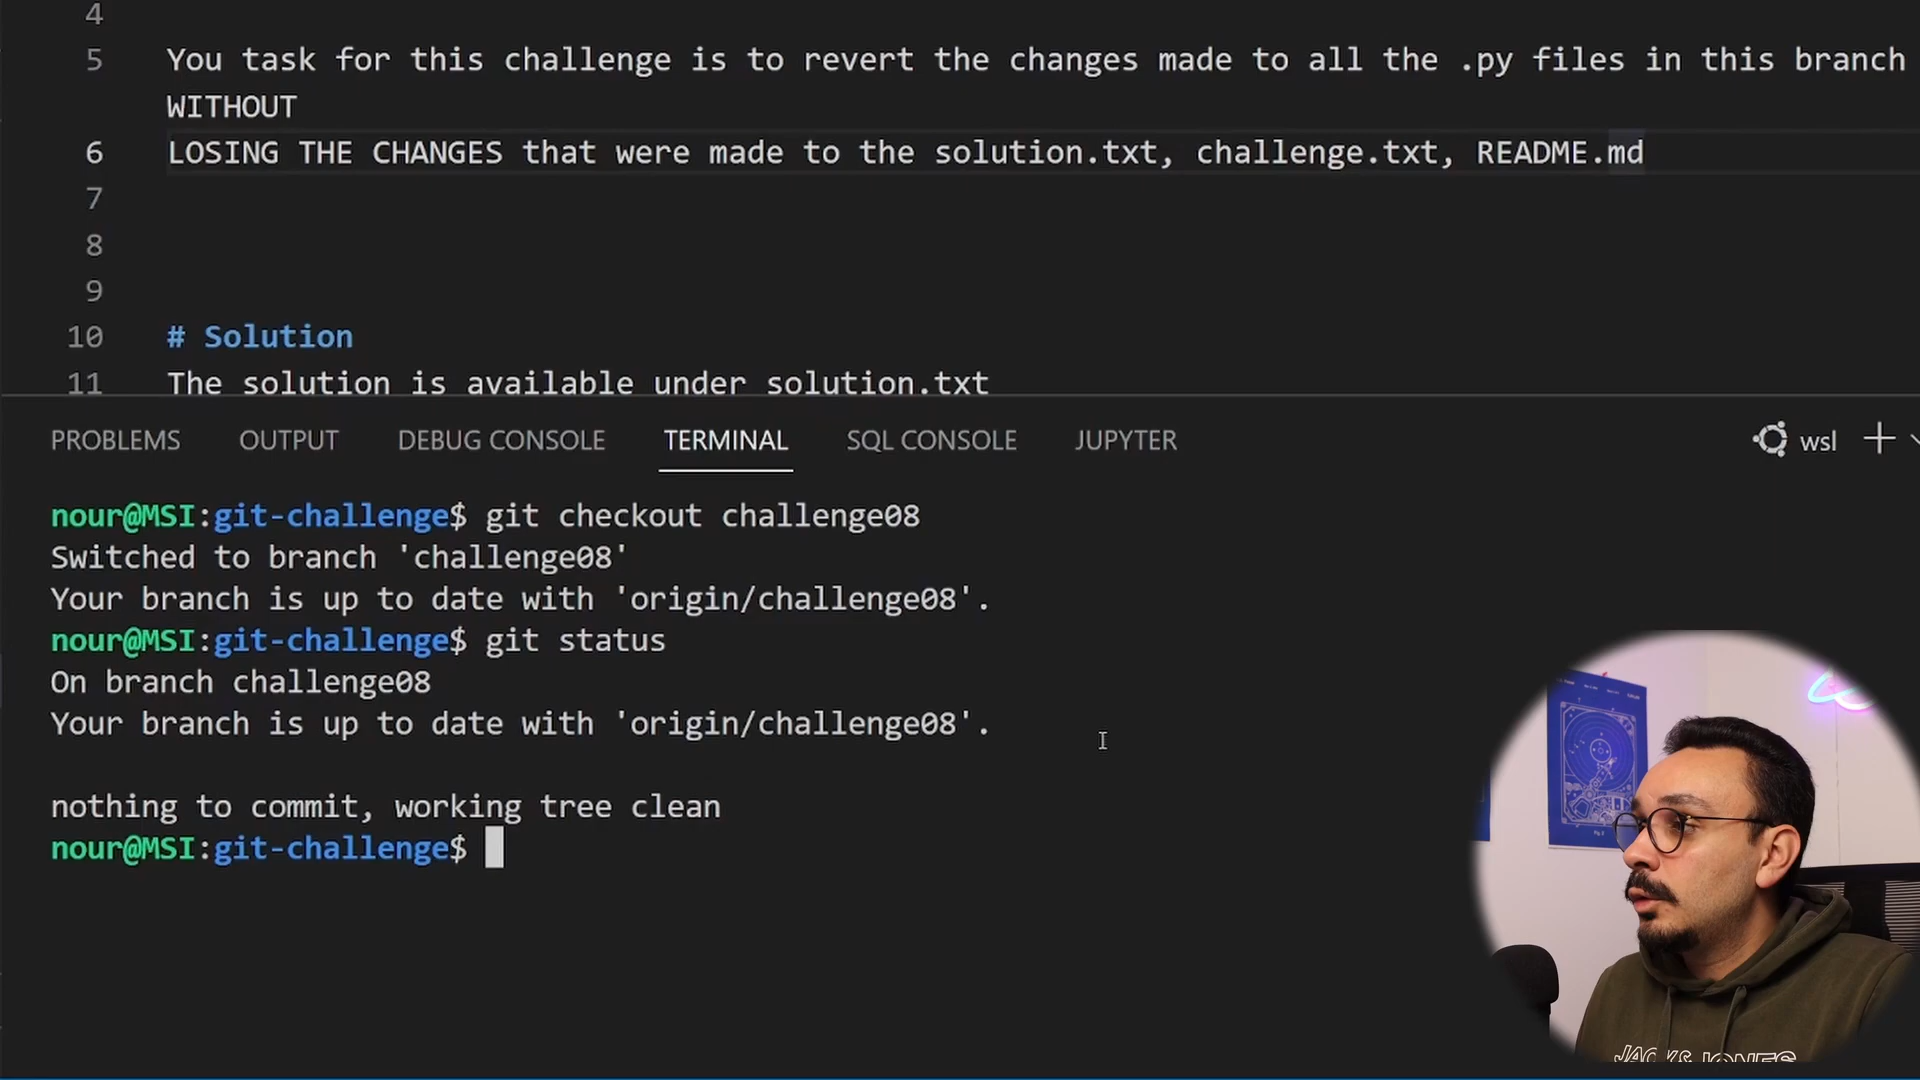 4
5 You task for this challenge is to revert the changes made to all the .py files in this branch
WITHOUT
6 LOSING THE CHANGES that were made to the solution.txt, challenge.txt, README.md
7
8
9
10 # Solution
11 The solution is available under solution.txt
PROBLEMS OUTPUT DEBUG CONSOLE TERMINAL SQL CONSOLE JUPYTER wsl
nour@MSI:git-challenge$ git checkout challenge08
Switched to branch 'challenge08'
Your branch is up to date with 'origin/challenge08'.
nour@MSI:git-challenge$ git status
On branch challenge08
Your branch is up to date with 'origin/challenge08'.
nothing to commit, working tree clean
nour@MSI:git-challenge$
JACK & JONES